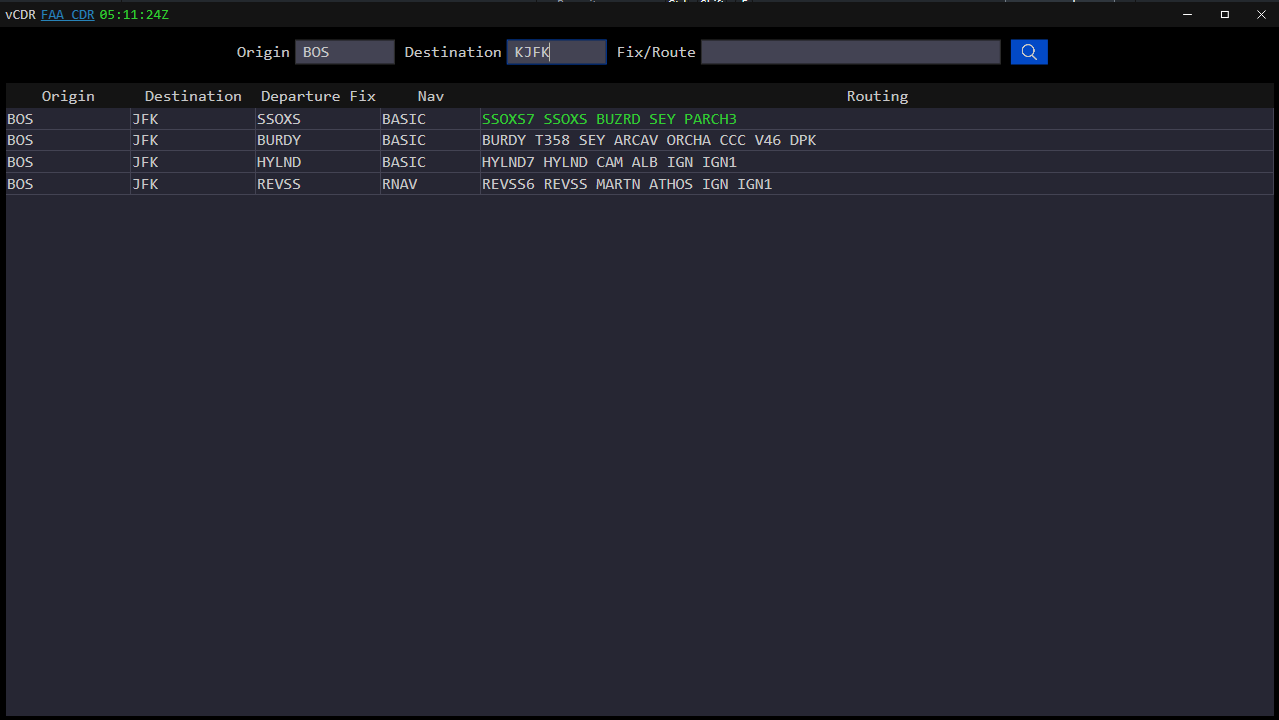 vCDR FAA CDR 05:11:24Z
Origin BOS Destination KJFK Fix/Route
Origin Destination Departure Fix Nav Routing
BOS JFK SSOXS BASIC SSOXS7 SSOXS BUZRD SEY PARCH3
BOS JFK BURDY BASIC BURDY T358 SEY ARCAV ORCHA CCC V46 DPK
BOS JFK HYLND BASIC HYLND7 HYLND CAM ALB IGN IGN1
BOS JFK REVSS RNAV REVSS6 REVSS MARTN ATHOS IGN IGN1